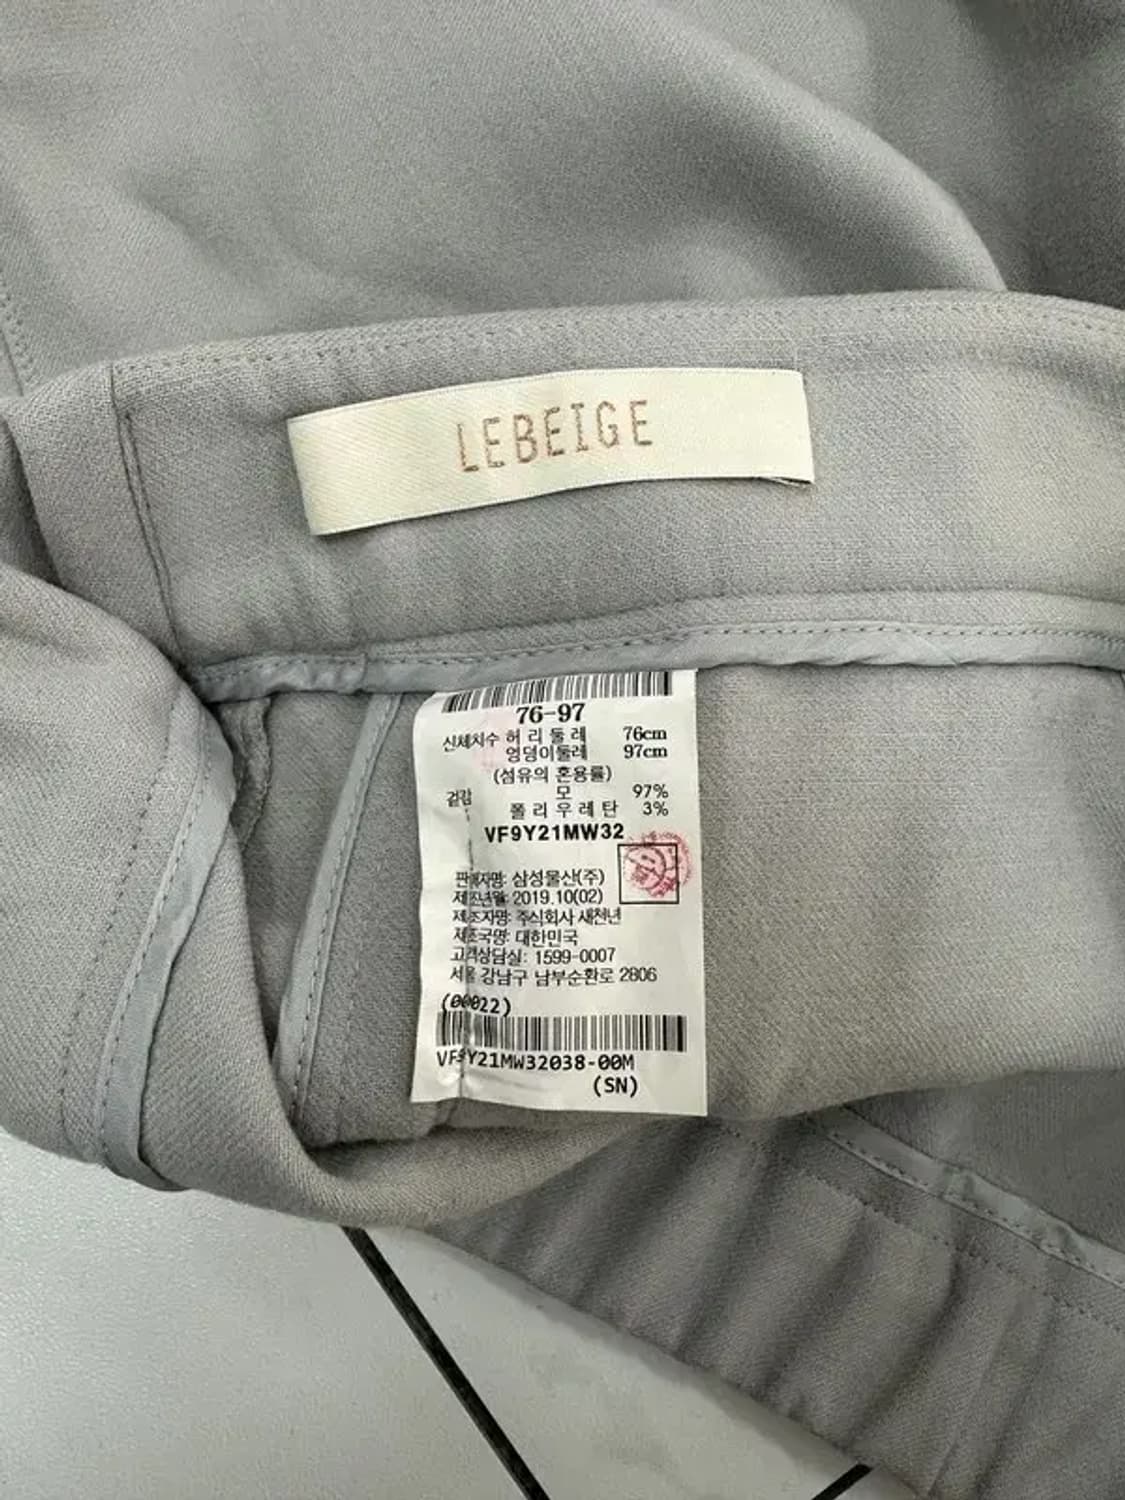 LEBEIGE
76-97
신체치수 허 리 둘 레 76cm
엉덩이둘레 97cm
(섬유의 혼용률)
겉감 모 97%
폴 리 우 레 탄 3%
VF9Y21MW32
판매자명: 삼성물산(주)
제조년월: 2019.10(02)
제조자명: 주식회사 새천년
제조국명: 대한민국
고객상담실: 1599-0007
서울 강남구 남부순환로 2806
(00022)
VF9Y21MW32038-00M
(SN)